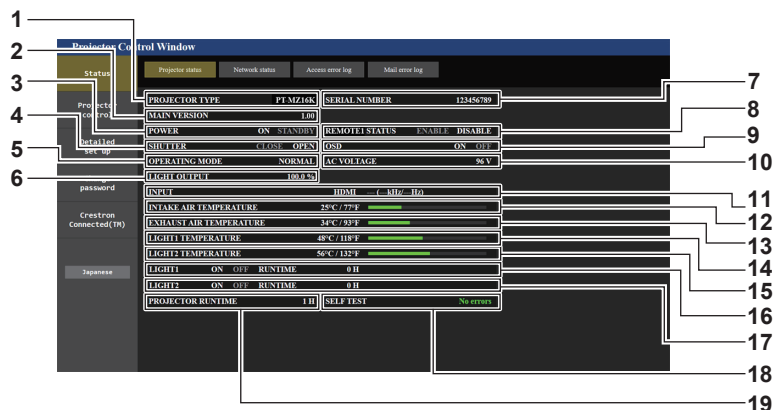 Projector Control Window
Status
Projector control
Detailed set up
password
Crestron Connected(TM)
Japanese
Projector status Network status Access error log Mail error log
PROJECTOR TYPE PT-MZ16K SERIAL NUMBER 123456789
MAIN VERSION 1.00
POWER ON STANDBY REMOTE1 STATUS ENABLE DISABLE
SHUTTER CLOSE OPEN OSD ON OFF
OPERATING MODE NORMAL AC VOLTAGE 96 V
LIGHT OUTPUT 100.0 %
INPUT HDMI — (—kHz/—Hz)
INTAKE AIR TEMPERATURE 25°C / 77°F
EXHAUST AIR TEMPERATURE 34°C / 93°F
LIGHT1 TEMPERATURE 48°C / 118°F
LIGHT2 TEMPERATURE 56°C / 132°F
LIGHT1 ON OFF RUNTIME 0 H
LIGHT2 ON OFF RUNTIME 0 H
PROJECTOR RUNTIME 1 H SELF TEST No errors
1
2
3
4
5
6
7
8
9
10
11
12
13
14
15
16
17
18
19